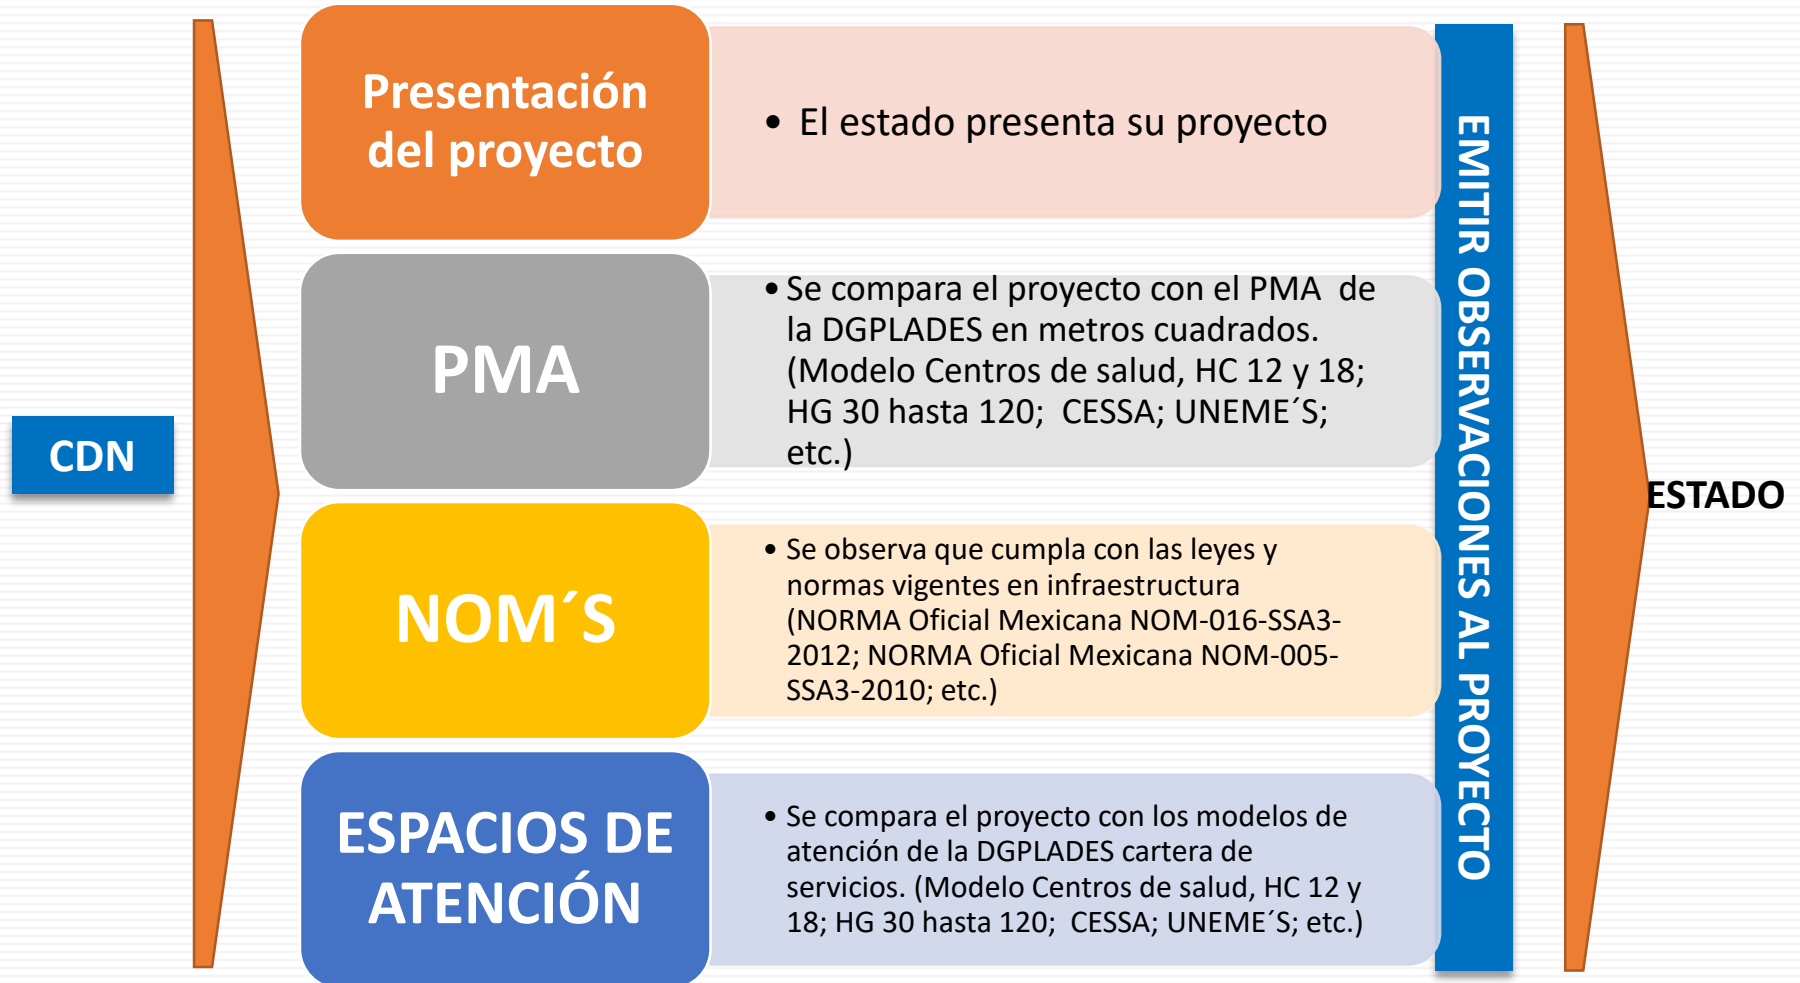 CDN
Presentación
del proyecto
• El estado presenta su proyecto
PMA
• Se compara el proyecto con el PMA de
la DGPLADES en metros cuadrados.
(Modelo Centros de salud, HC 12 y 18;
HG 30 hasta 120; CESSA; UNEME´S;
etc.)
NOM´S
• Se observa que cumpla con las leyes y
normas vigentes en infraestructura
(NORMA Oficial Mexicana NOM-016-SSA3-
2012; NORMA Oficial Mexicana NOM-005-
SSA3-2010; etc.)
ESPACIOS DE
ATENCIÓN
• Se compara el proyecto con los modelos de
atención de la DGPLADES cartera de
servicios. (Modelo Centros de salud, HC 12 y
18; HG 30 hasta 120; CESSA; UNEME´S; etc.)
EMITIR OBSERVACIONES AL PROYECTO
ESTADO